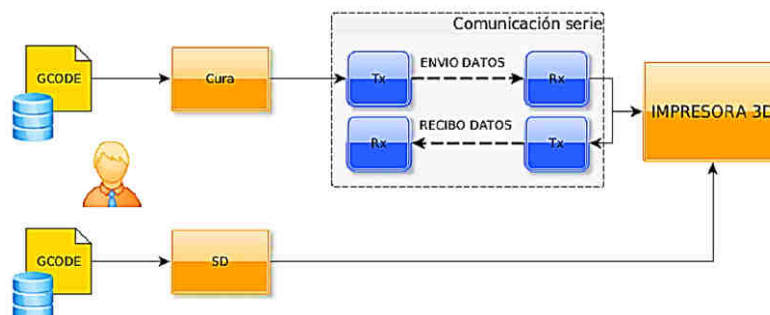 Comunicación serie
GCODE
Cura
Tx
ENVIO DATOS
Rx
Rx
RECIBO DATOS
Tx
IMPRESORA 3D
GCODE
SD